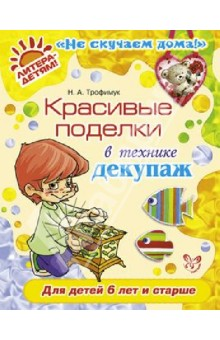 «Не скучаем дома!»
ЛИТЕРА-
ДЕТЯМ!
Н. А. Трофимук
Красивые
поделки
в технике
декупаж
Для детей 6 лет и старше